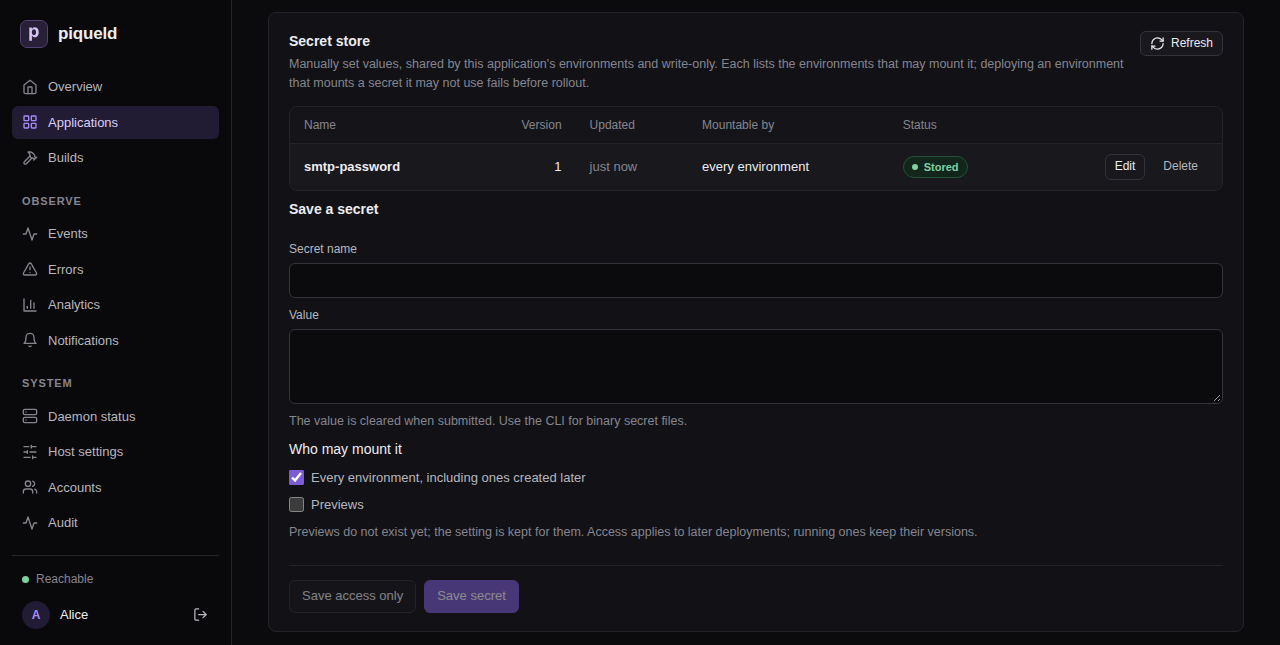 p piqueld
Overview
Applications
Builds
OBSERVE
Events
Errors
Analytics
Notifications
SYSTEM
Daemon status
Host settings
Accounts
Audit
Reachable
A Alice
Secret store
Refresh
Manually set values, shared by this application's environments and write-only. Each lists the environments that may mount it; deploying an environment
that mounts a secret it may not use fails before rollout.
Name Version Updated Mountable by Status
smtp-password 1 just now every environment Stored Edit Delete
Save a secret
Secret name
Value
The value is cleared when submitted. Use the CLI for binary secret files.
Who may mount it
Every environment, including ones created later
Previews
Previews do not exist yet; the setting is kept for them. Access applies to later deployments; running ones keep their versions.
Save access only Save secret